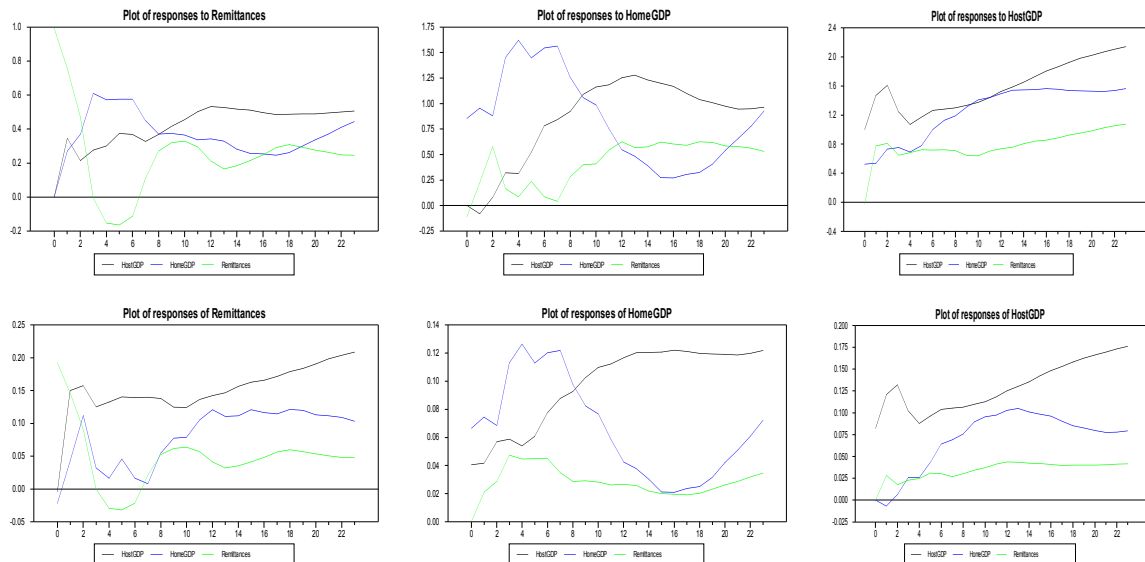 Plot of responses to Remittances
1.0
0.8
0.6
0.4
0.2
0.0
-0.2
0 2 4 6 8 10 12 14 16 18 20 22
HostGDP HomeGDP Remittances
Plot of responses to HomeGDP
1.75
1.50
1.25
1.00
0.75
0.50
0.25
0.00
-0.25
0 2 4 6 8 10 12 14 16 18 20 22
HostGDP HomeGDP Remittances
Plot of responses to HostGDP
2.4
2.0
1.6
1.2
0.8
0.4
0.0
-0.4
0 2 4 6 8 10 12 14 16 18 20 22
HostGDP HomeGDP Remittances
Plot of responses of Remittances
0.25
0.20
0.15
0.10
0.05
0.00
-0.05
0 2 4 6 8 10 12 14 16 18 20 22
HostGDP HomeGDP Remittances
Plot of responses of HomeGDP
0.14
0.12
0.10
0.08
0.06
0.04
0.02
0.00
0 2 4 6 8 10 12 14 16 18 20 22
HostGDP HomeGDP Remittances
Plot of responses of HostGDP
0.200
0.175
0.150
0.125
0.100
0.075
0.050
0.025
0.000
-0.025
0 2 4 6 8 10 12 14 16 18 20 22
HostGDP HomeGDP Remittances